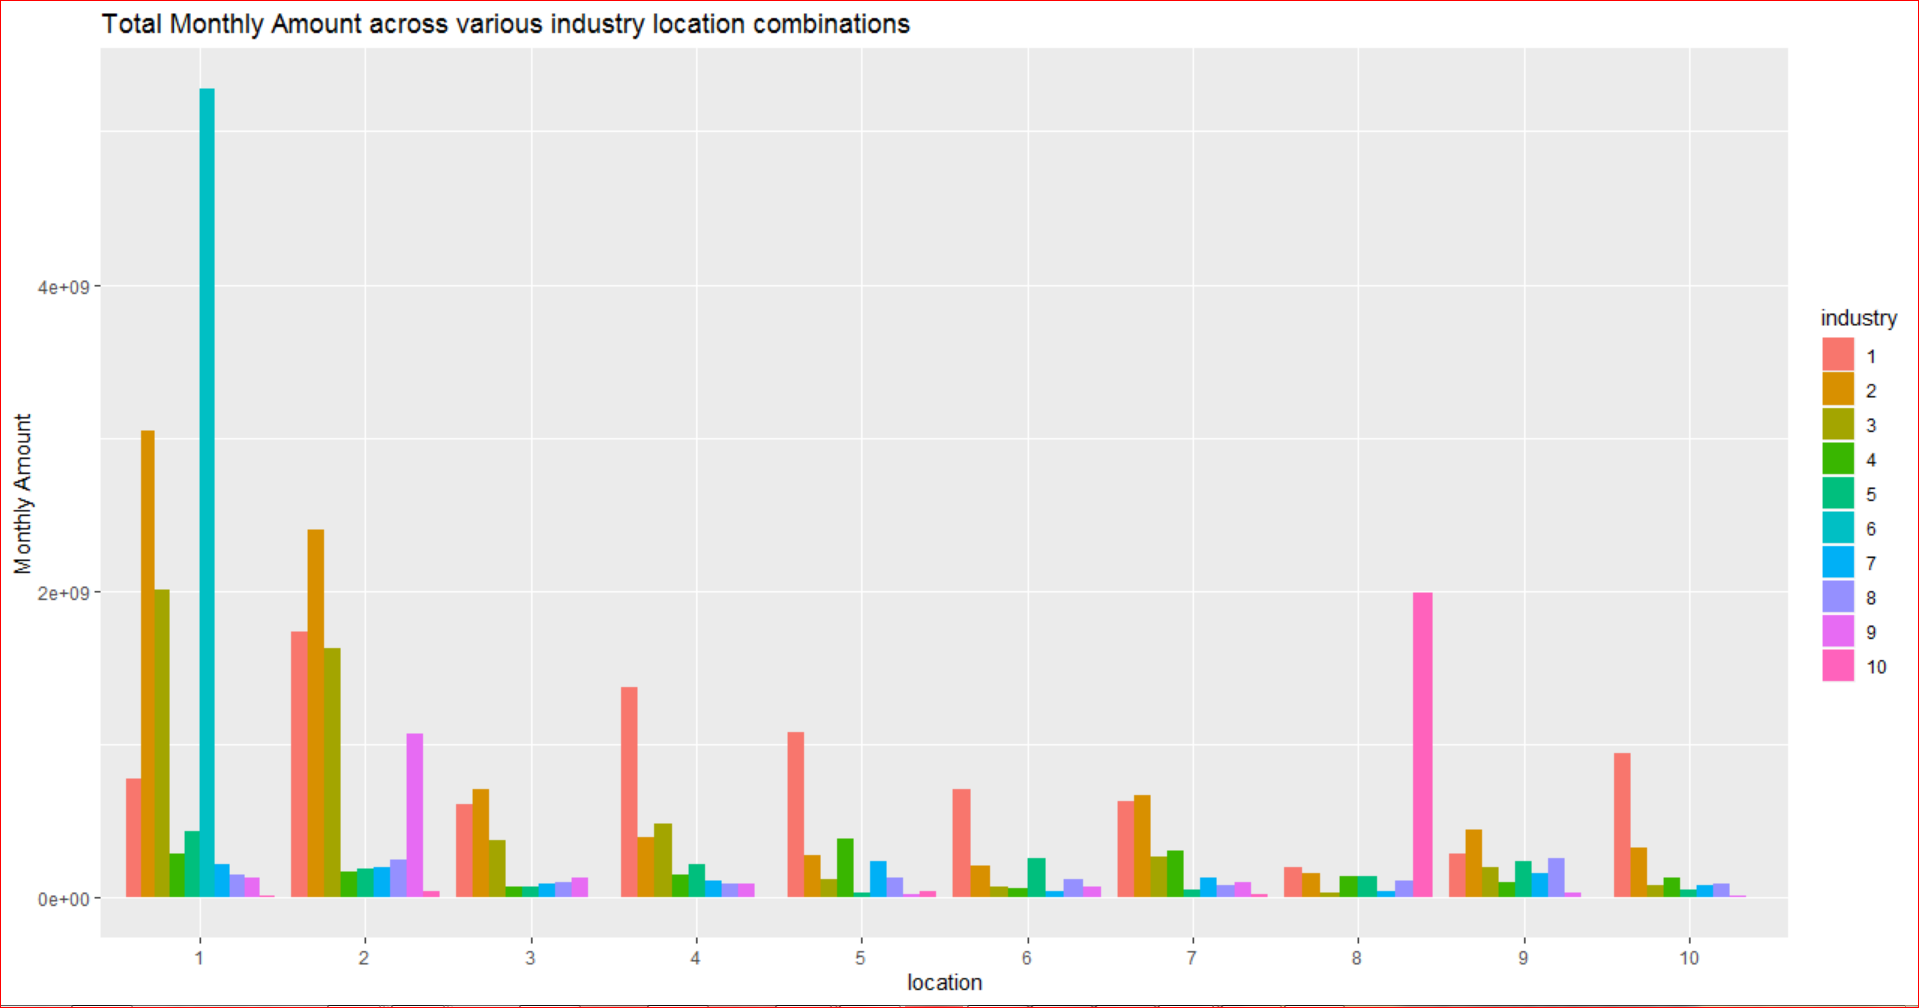 Total Monthly Amount across various industry location combinations
Monthly Amount
4e+09
2e+09
0e+00
1 2 3 4 5 6 7 8 9 10
location
industry
1
2
3
4
5
6
7
8
9
10